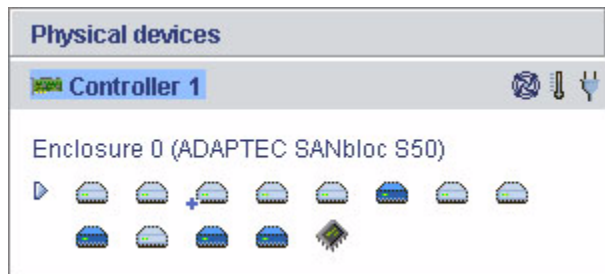 Physical devices
Controller 1
Enclosure 0 (ADAPTEC SANbloc S50)